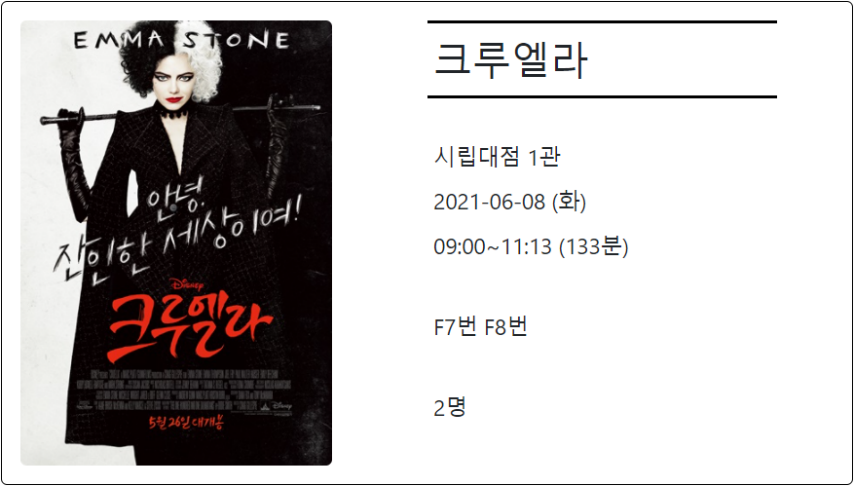 EMMA STONE
안녕,
잔인한 세상이여!
Disney
크루엘라
5월 26일 대개봉
크루엘라
시립대점 1관
2021-06-08 (화)
09:00~11:13 (133분)
F7번 F8번
2명